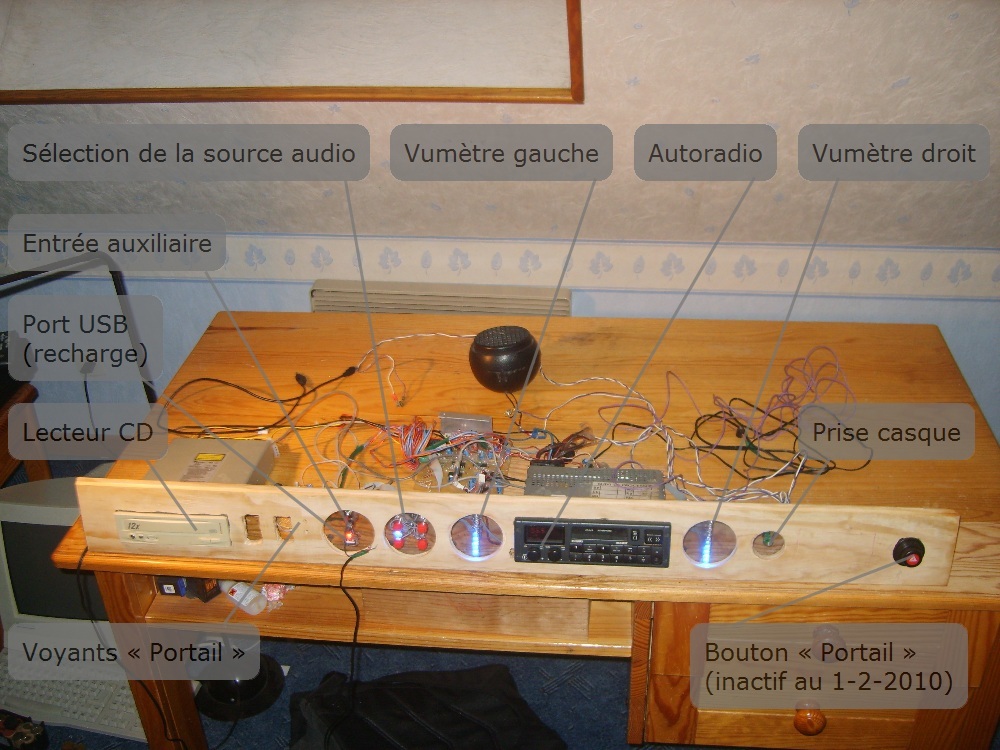 Sélection de la source audio
Vumètre gauche
Autoradio
Vumètre droit
Entrée auxiliaire
Port USB
(recharge)
Lecteur CD
Prise casque
12x
Voyants « Portail »
Bouton « Portail »
(inactif au 1-2-2010)